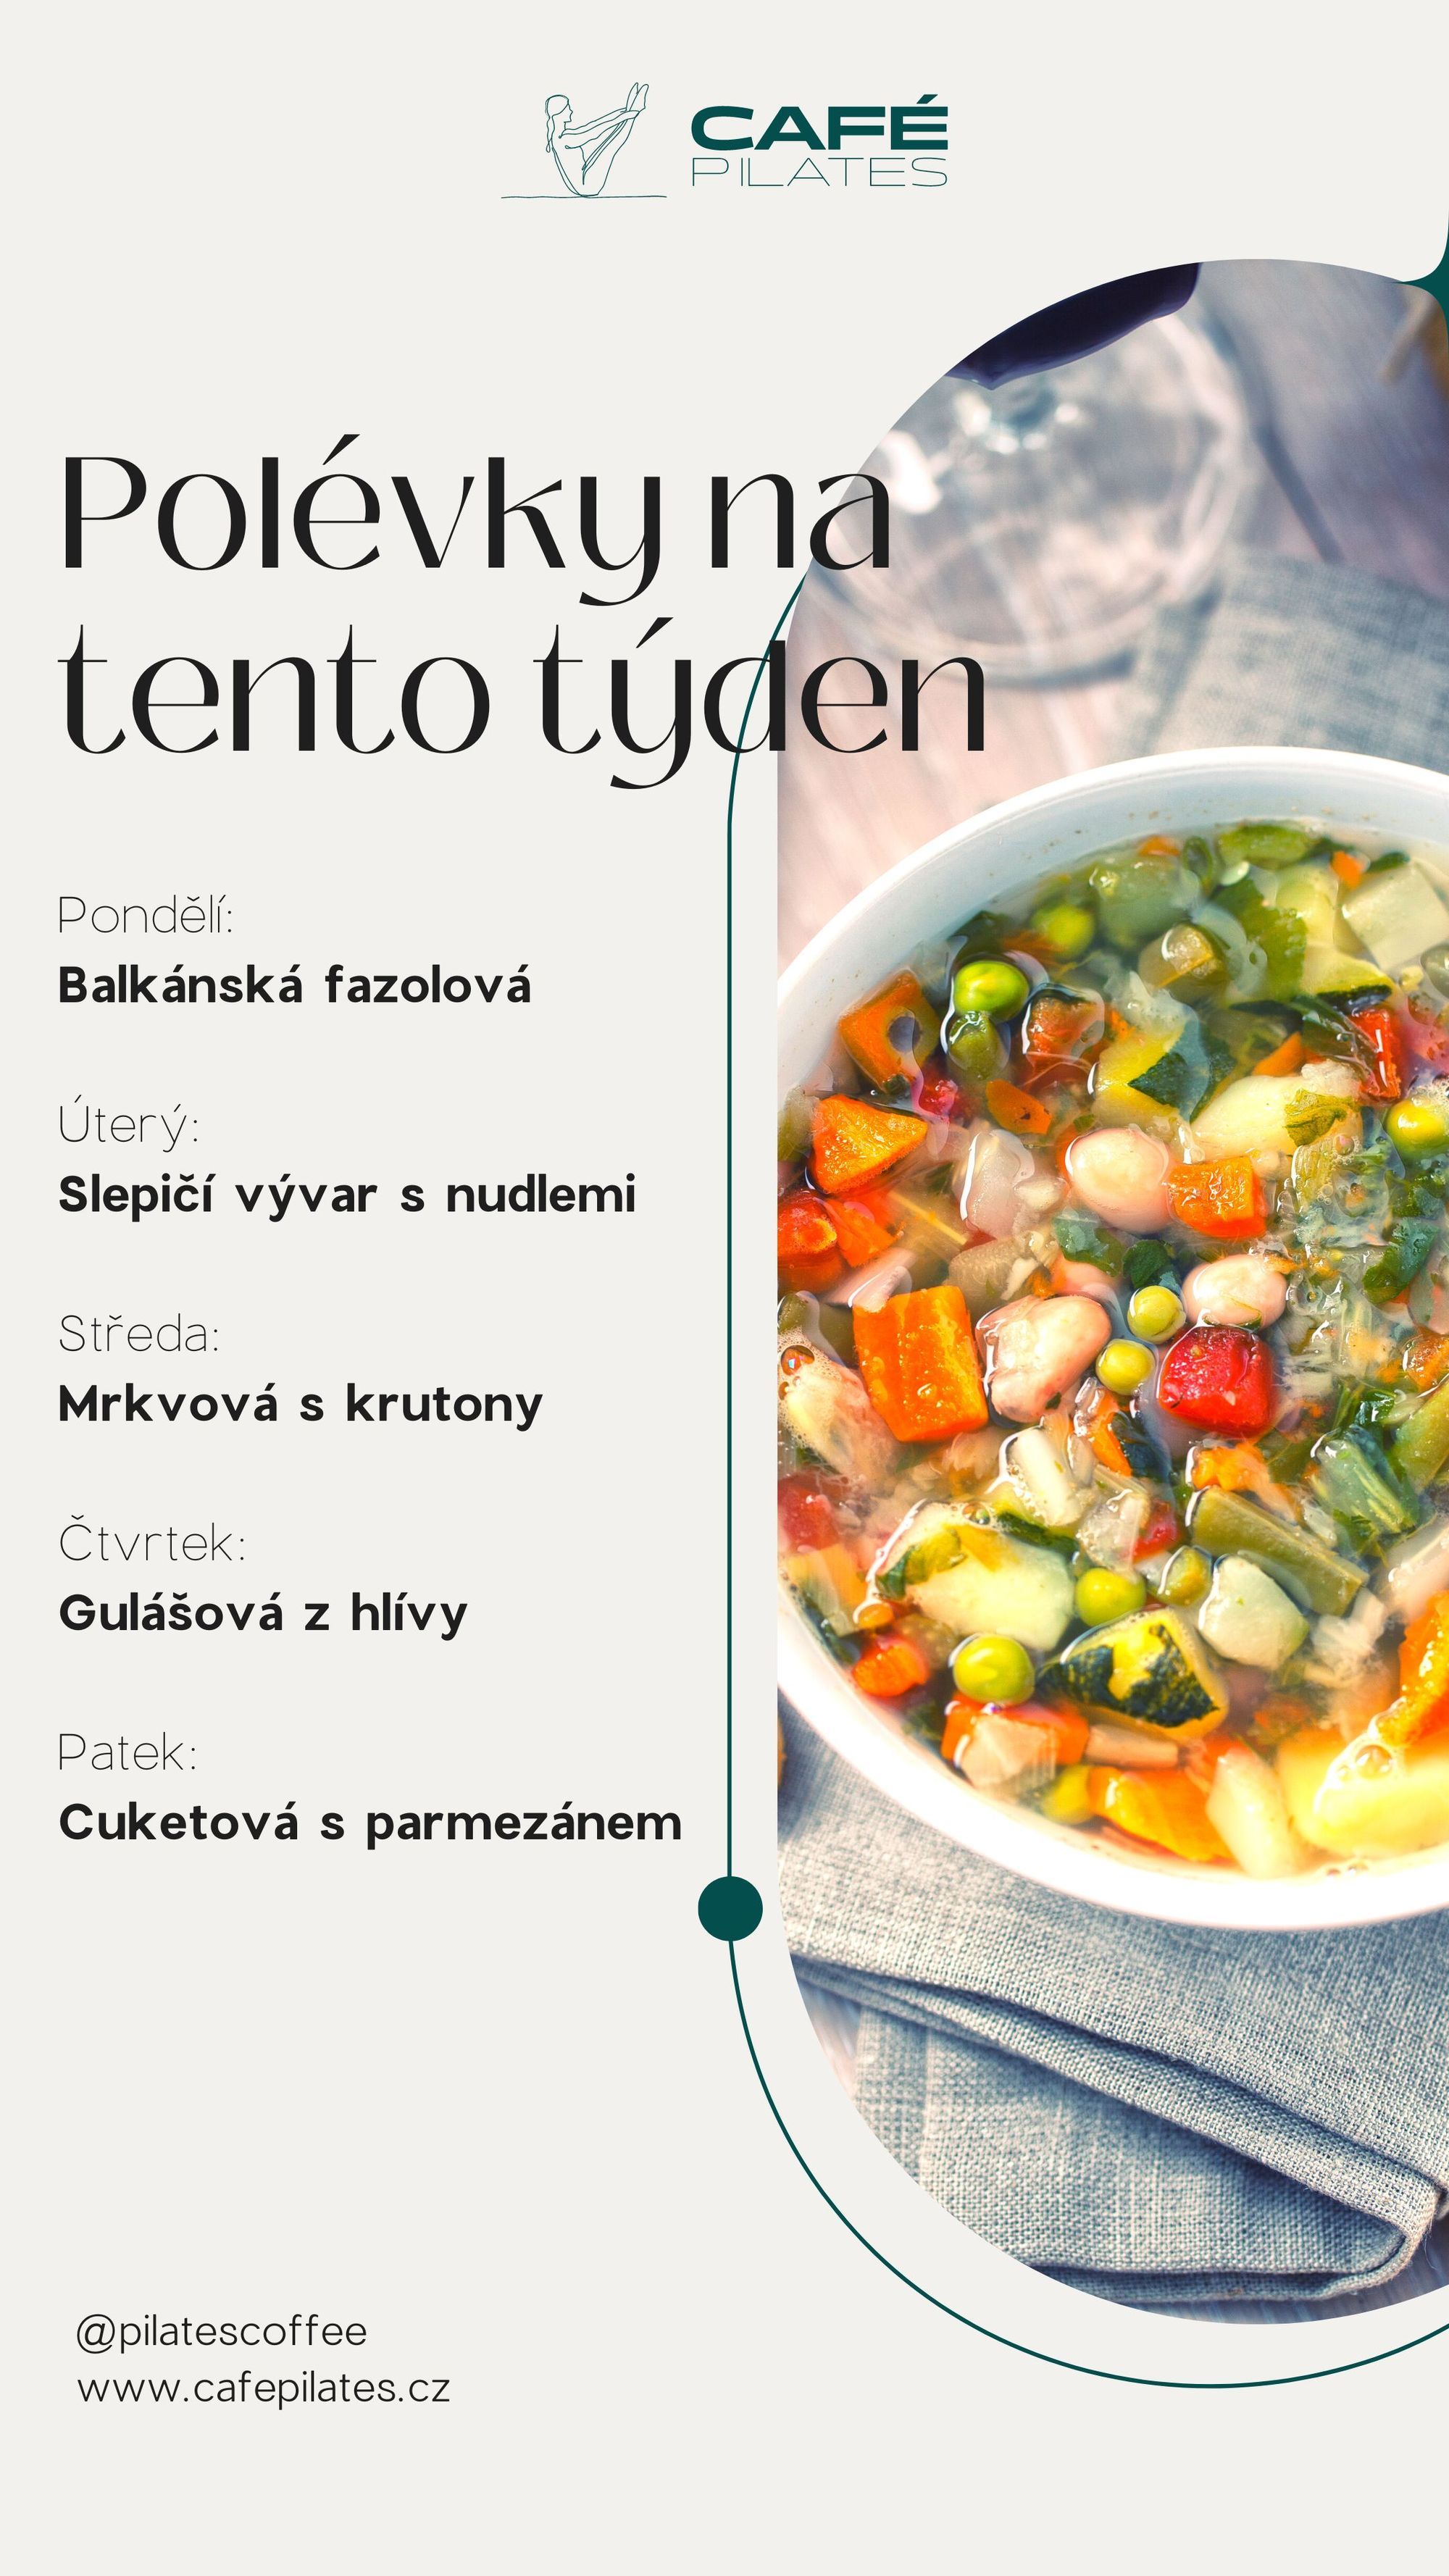 CAFÉ
PILATES
Polévky na
tento týden
Pondělí:
Balkánská fazolová
Úterý:
Slepičí vývar s nudlemi
Středa:
Mrkvová s krutony
Čtvrtek:
Gulášová z hlívy
Patek:
Cuketová s parmezánem
@pilatescoffee
www.cafepilates.cz